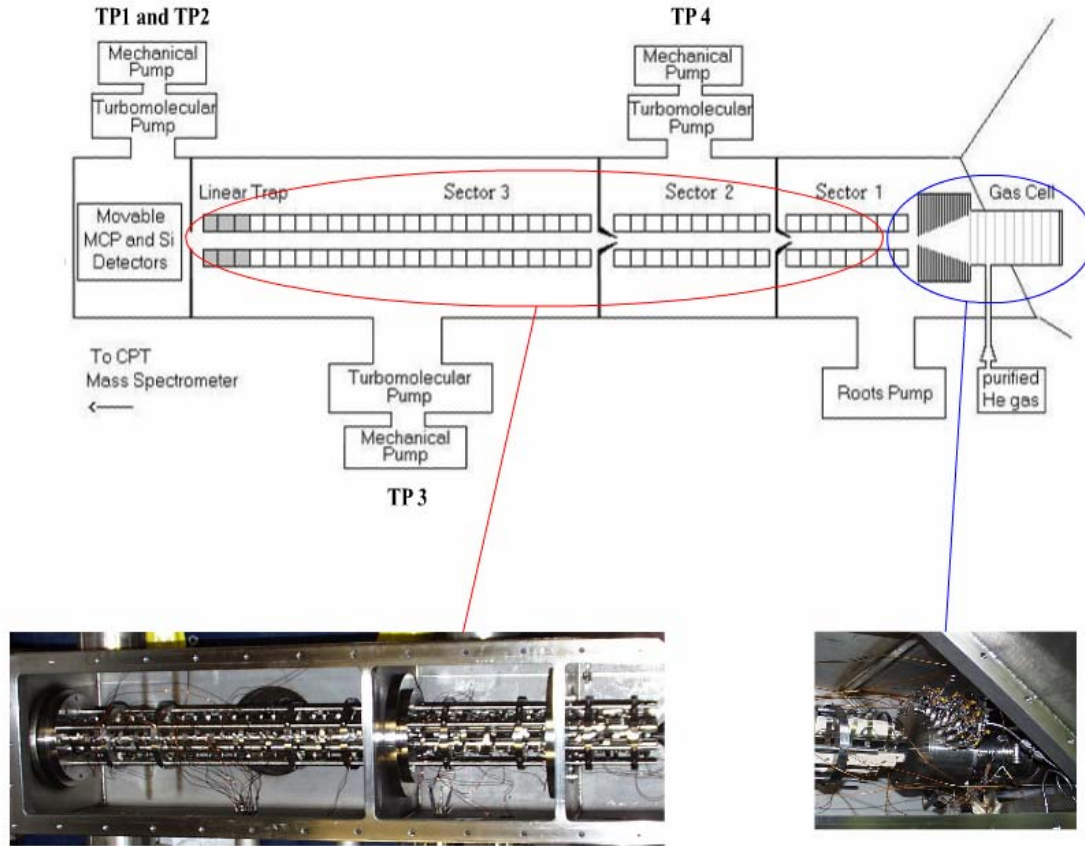 TP1 and TP2
TP 4
Mechanical
Pump
Turbomolecular
Pump
Mechanical
Pump
Turbomolecular
Pump
Linear Trap
Sector 3
Sector 2
Sector 1
Gas Cell
Movable
MCP and Si
Detectors
To CPT
Mass Spectrometer
Turbomolecular
Pump
Mechanical
Pump
TP 3
Roots Pump
purified
He gas